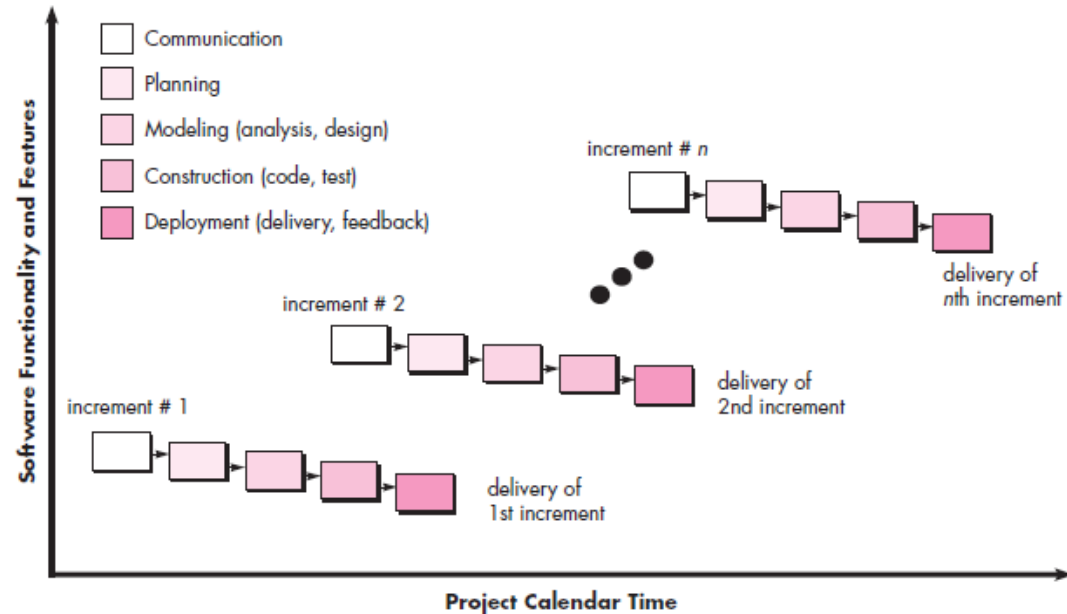 Software Functionality and Features
Communication
Planning
Modeling (analysis, design)
Construction (code, test)
Deployment (delivery, feedback)
increment # n
delivery of
nth increment
increment # 2
delivery of
2nd increment
increment # 1
delivery of
1st increment
Project Calendar Time